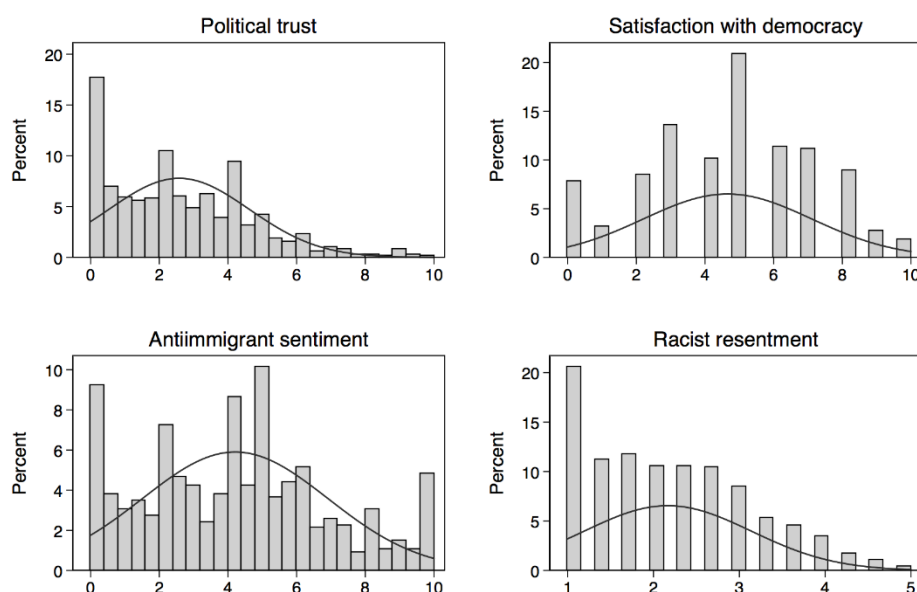 Political trust
Percent
20
15
10
5
0
0 2 4 6 8 10
Satisfaction with democracy
Percent
20
15
10
5
0
0 2 4 6 8 10
Antiimmigrant sentiment
Percent
10
8
6
4
2
0
0 2 4 6 8 10
Racist resentment
Percent
20
15
10
5
0
1 2 3 4 5